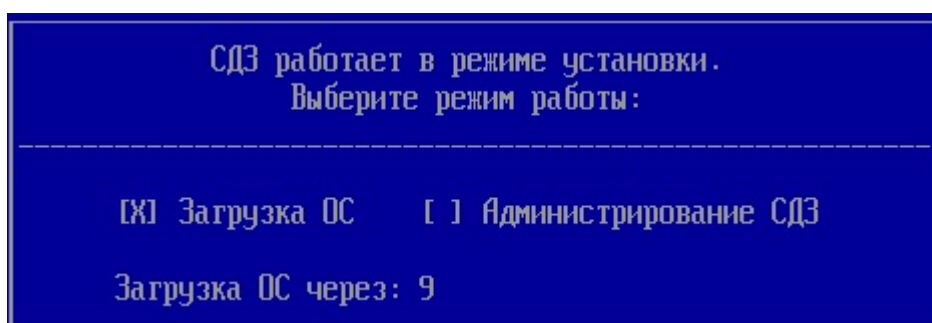 СДЗ работает в режиме установки.
Выберите режим работы:
[X] Загрузка ОС [ ] Администрирование СДЗ
Загрузка ОС через: 9